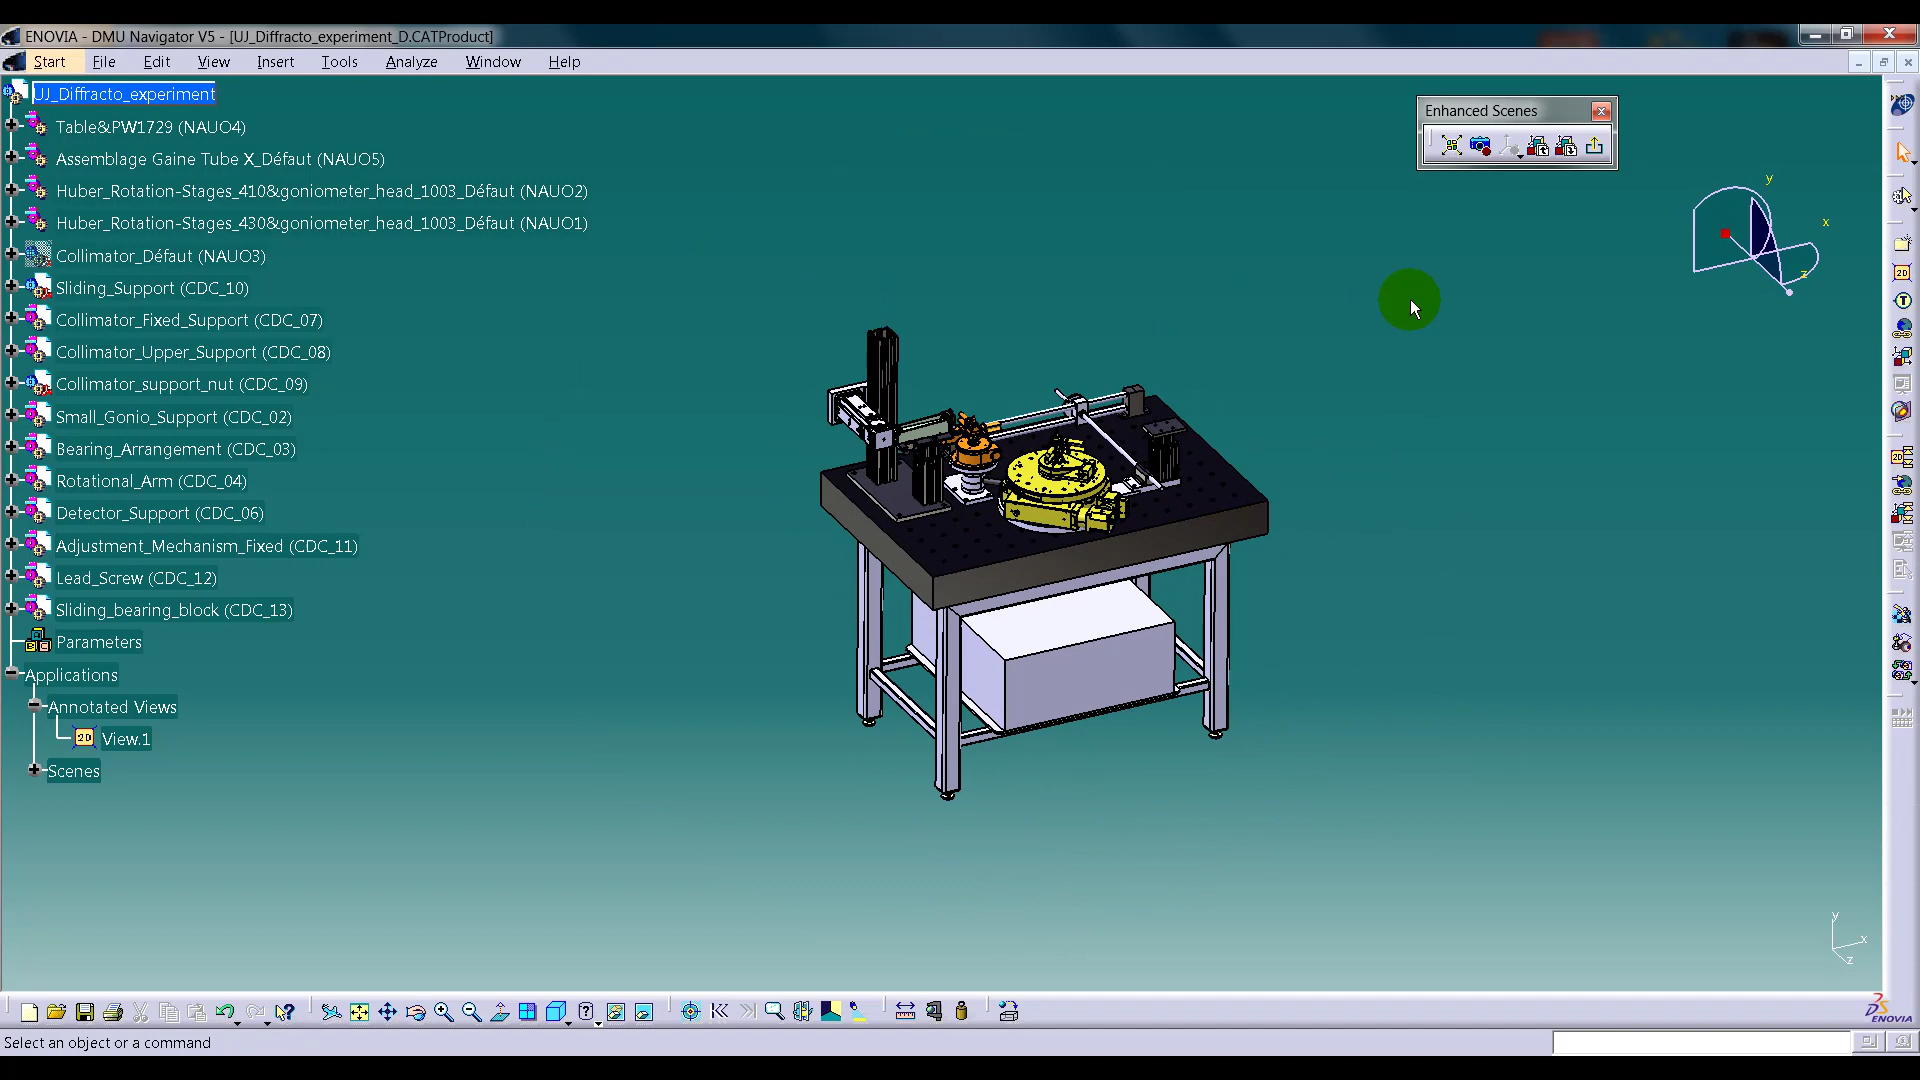 ENOVIA - DMU Navigator V5 - [UJ_Diffracto_experiment_D.CATProduct]
Start File Edit View Insert Tools Analyze Window Help
UJ_Diffracto_experiment
Table&PW1729 (NAUO4)
Assemblage Gaine Tube X_Défaut (NAUO5)
Huber_Rotation-Stages_410&goniometer_head_1003_Défaut (NAUO2)
Huber_Rotation-Stages_430&goniometer_head_1003_Défaut (NAUO1)
Collimator_Défaut (NAUO3)
Sliding_Support (CDC_10)
Collimator_Fixed_Support (CDC_07)
Collimator_Upper_Support (CDC_08)
Collimator_support_nut (CDC_09)
Small_Gonio_Support (CDC_02)
Bearing_Arrangement (CDC_03)
Rotational_Arm (CDC_04)
Detector_Support (CDC_06)
Adjustment_Mechanism_Fixed (CDC_11)
Lead_Screw (CDC_12)
Sliding_bearing_block (CDC_13)
Parameters
Applications
Annotated Views
2D View.1
Scenes
Enhanced Scenes
y
x
z
2D
T
2D
y
x
z
ENOVIA
Select an object or a command